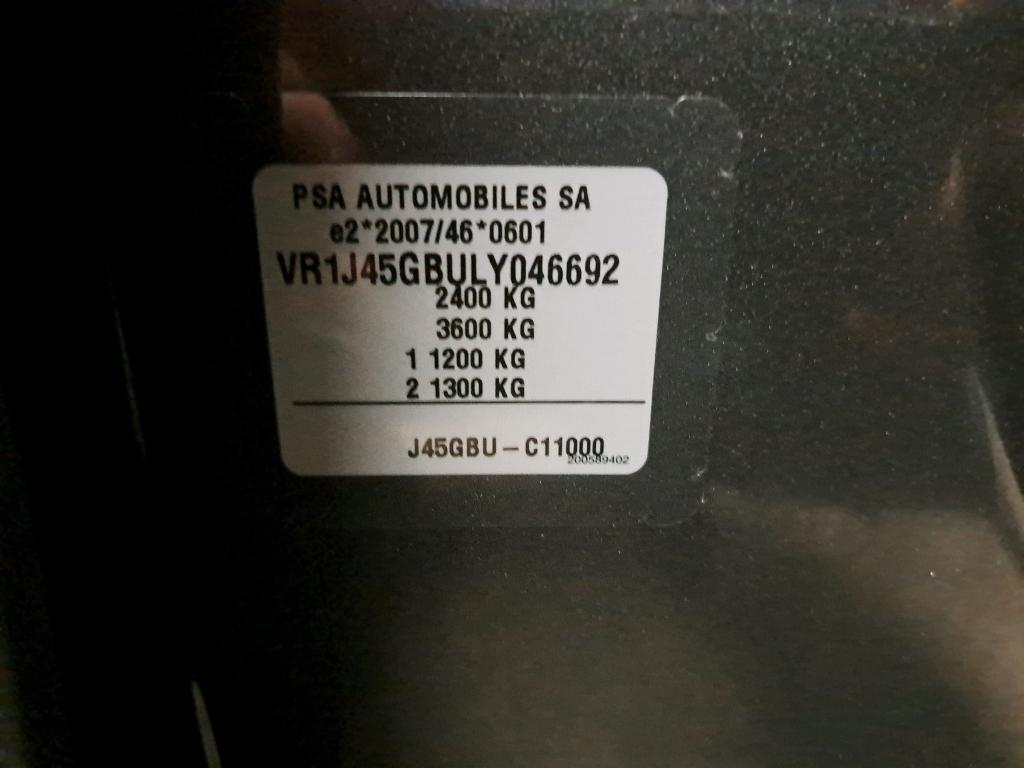 PSA AUTOMOBILES SA
e2*2007/46*0601
VR1J45GBULY046692
2400 KG
3600 KG
1 1200 KG
2 1300 KG
J45GBU – C11000
200589402